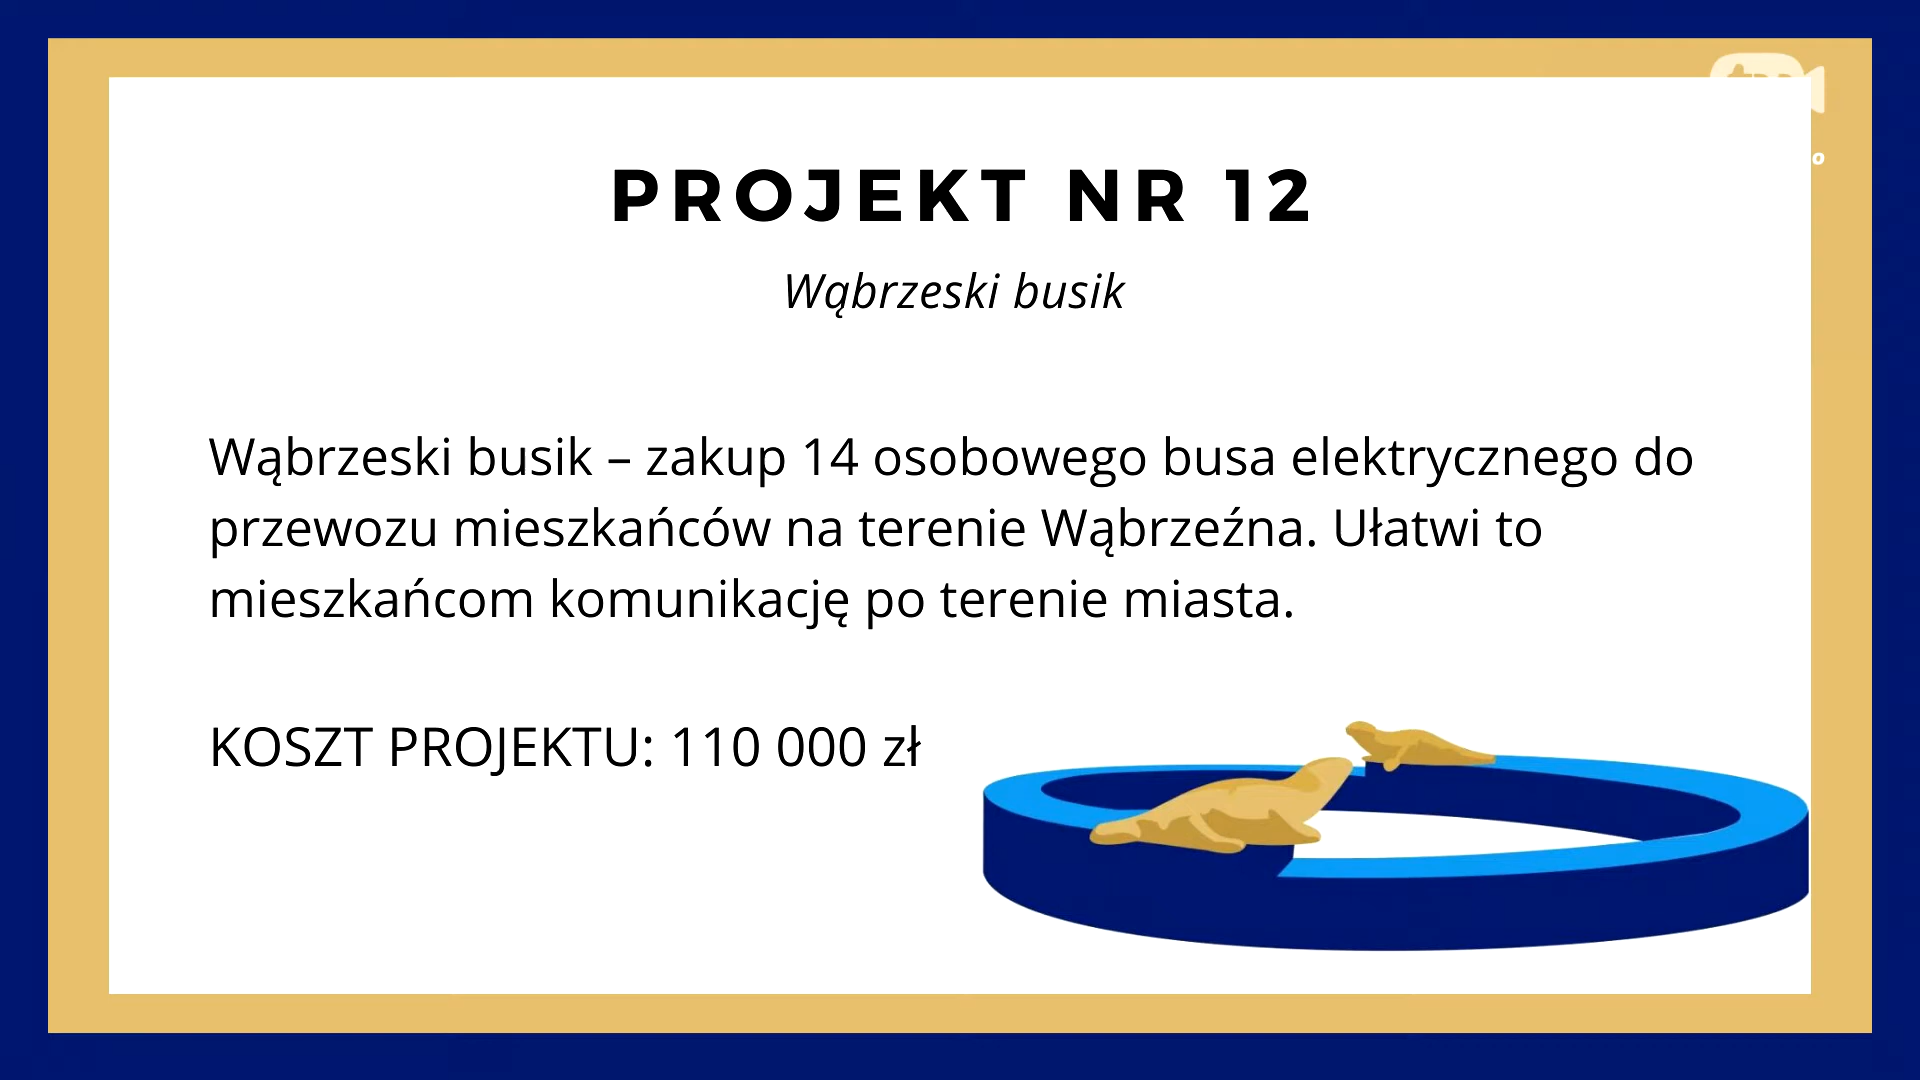 PROJEKT NR 12
Wąbrzeski busik
Wąbrzeski busik – zakup 14 osobowego busa elektrycznego do
przewozu mieszkańców na terenie Wąbrzeźna. Ułatwi to
mieszkańcom komunikację po terenie miasta.
KOSZT PROJEKTU: 110 000 zł